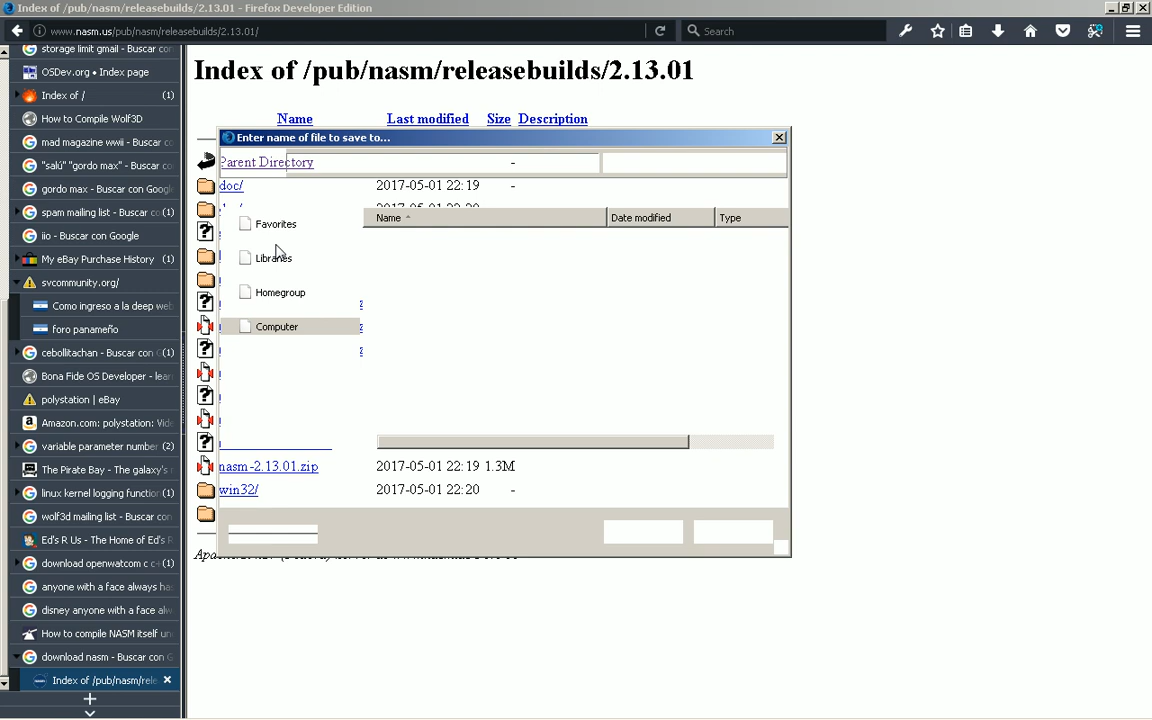 Index of /pub/nasm/releasebuilds/2.13.01 - Firefox Developer Edition
www.nasm.us/pub/nasm/releasebuilds/2.13.01/
Search
storage limit gmail - Buscar con
OSDev.org • Index page
Index of / (1)
How to Compile Wolf3D
mad magazine wwii - Buscar c
"salú" "gordo max" - Buscar c
gordo max - Buscar con Google
spam mailing list - Buscar co (1)
iio - Buscar con Google
My eBay Purchase History (1)
svcommunity.org/
Como ingreso a la deep web
foro panameño
cebollitachan - Buscar con G (1)
Bona Fide OS Developer - lear
polystation | eBay
Amazon.com: polystation: Vide
variable parameter number (2)
The Pirate Bay - The galaxy's
linux kernel logging function (1)
wolf3d mailing list - Buscar con
Ed's R Us - The Home of Ed's R
download openwatcom c c+ (1)
anyone with a face always has
disney anyone with a face alw
How to compile NASM itself un
download nasm - Buscar con G
Index of /pub/nasm/rele
Index of /pub/nasm/releasebuilds/2.13.01
Name Last modified Size Description
Enter name of file to save to...
Parent Directory -
doc/ 2017-05-01 22:19 -
Name Date modified Type
Favorites
Libraries
Homegroup
Computer
nasm-2.13.01.zip 2017-05-01 22:19 1.3M
win32/ 2017-05-01 22:20 -